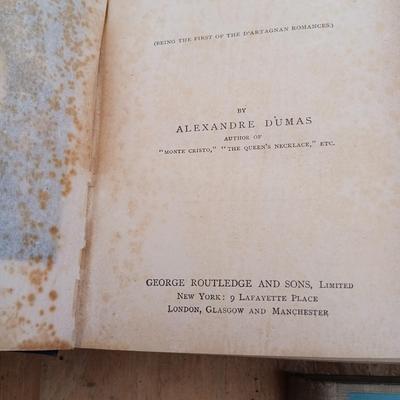 (BEING THE FIRST OF THE D'ARTAGNAN ROMANCES.)
BY
ALEXANDRE D'UMAS
AUTHOR OF
"MONTE CRISTO," "THE QUEEN'S NECKLACE," ETC.
GEORGE ROUTLEDGE AND SONS, LIMITED
NEW YORK: 9 LAFAYETTE PLACE
LONDON, GLASGOW AND MANCHESTER